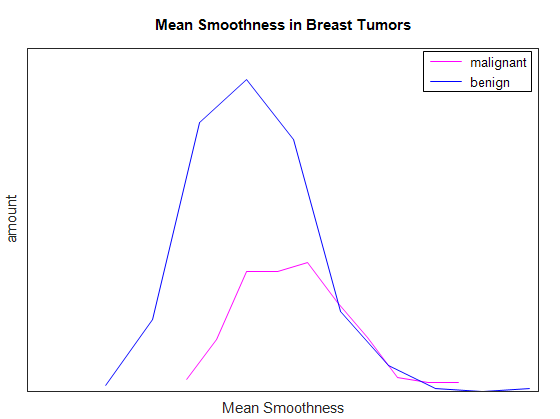 Mean Smoothness in Breast Tumors
malignant
benign
amount
Mean Smoothness